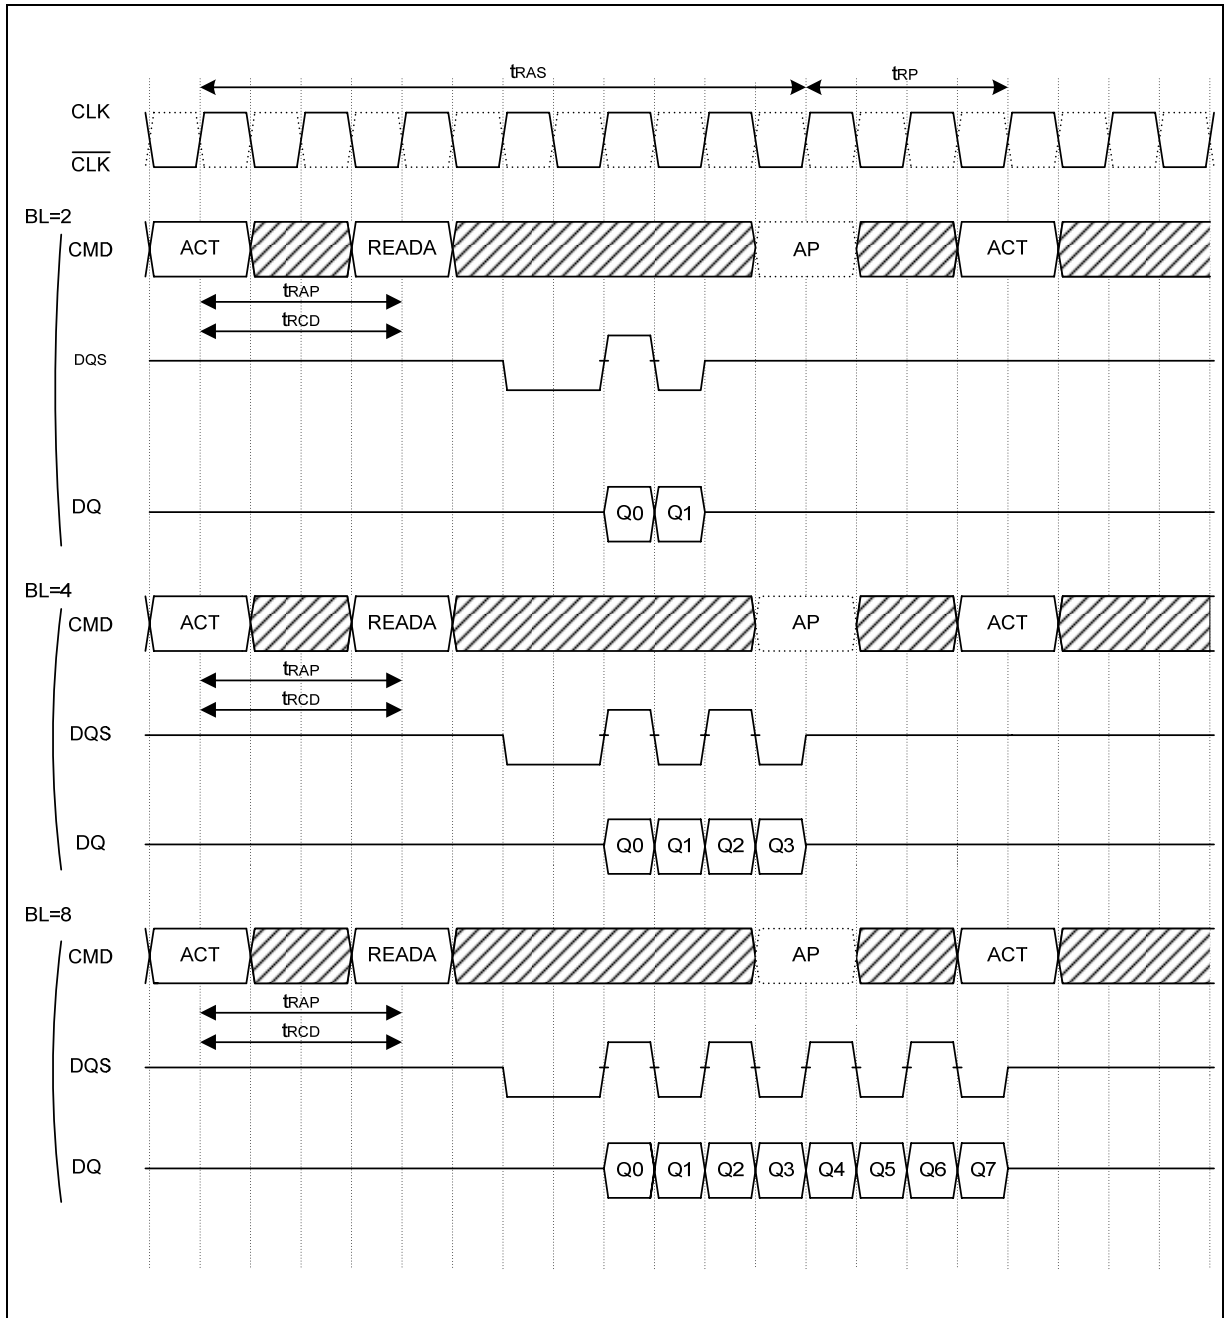 tRAS tRP
CLK
CLK
BL=2
CMD ACT READA AP ACT
tRAP
tRCD
DQS
DQ Q0 Q1
BL=4
CMD ACT READA AP ACT
tRAP
tRCD
DQS
DQ Q0 Q1 Q2 Q3
BL=8
CMD ACT READA AP ACT
tRAP
tRCD
DQS
DQ Q0 Q1 Q2 Q3 Q4 Q5 Q6 Q7